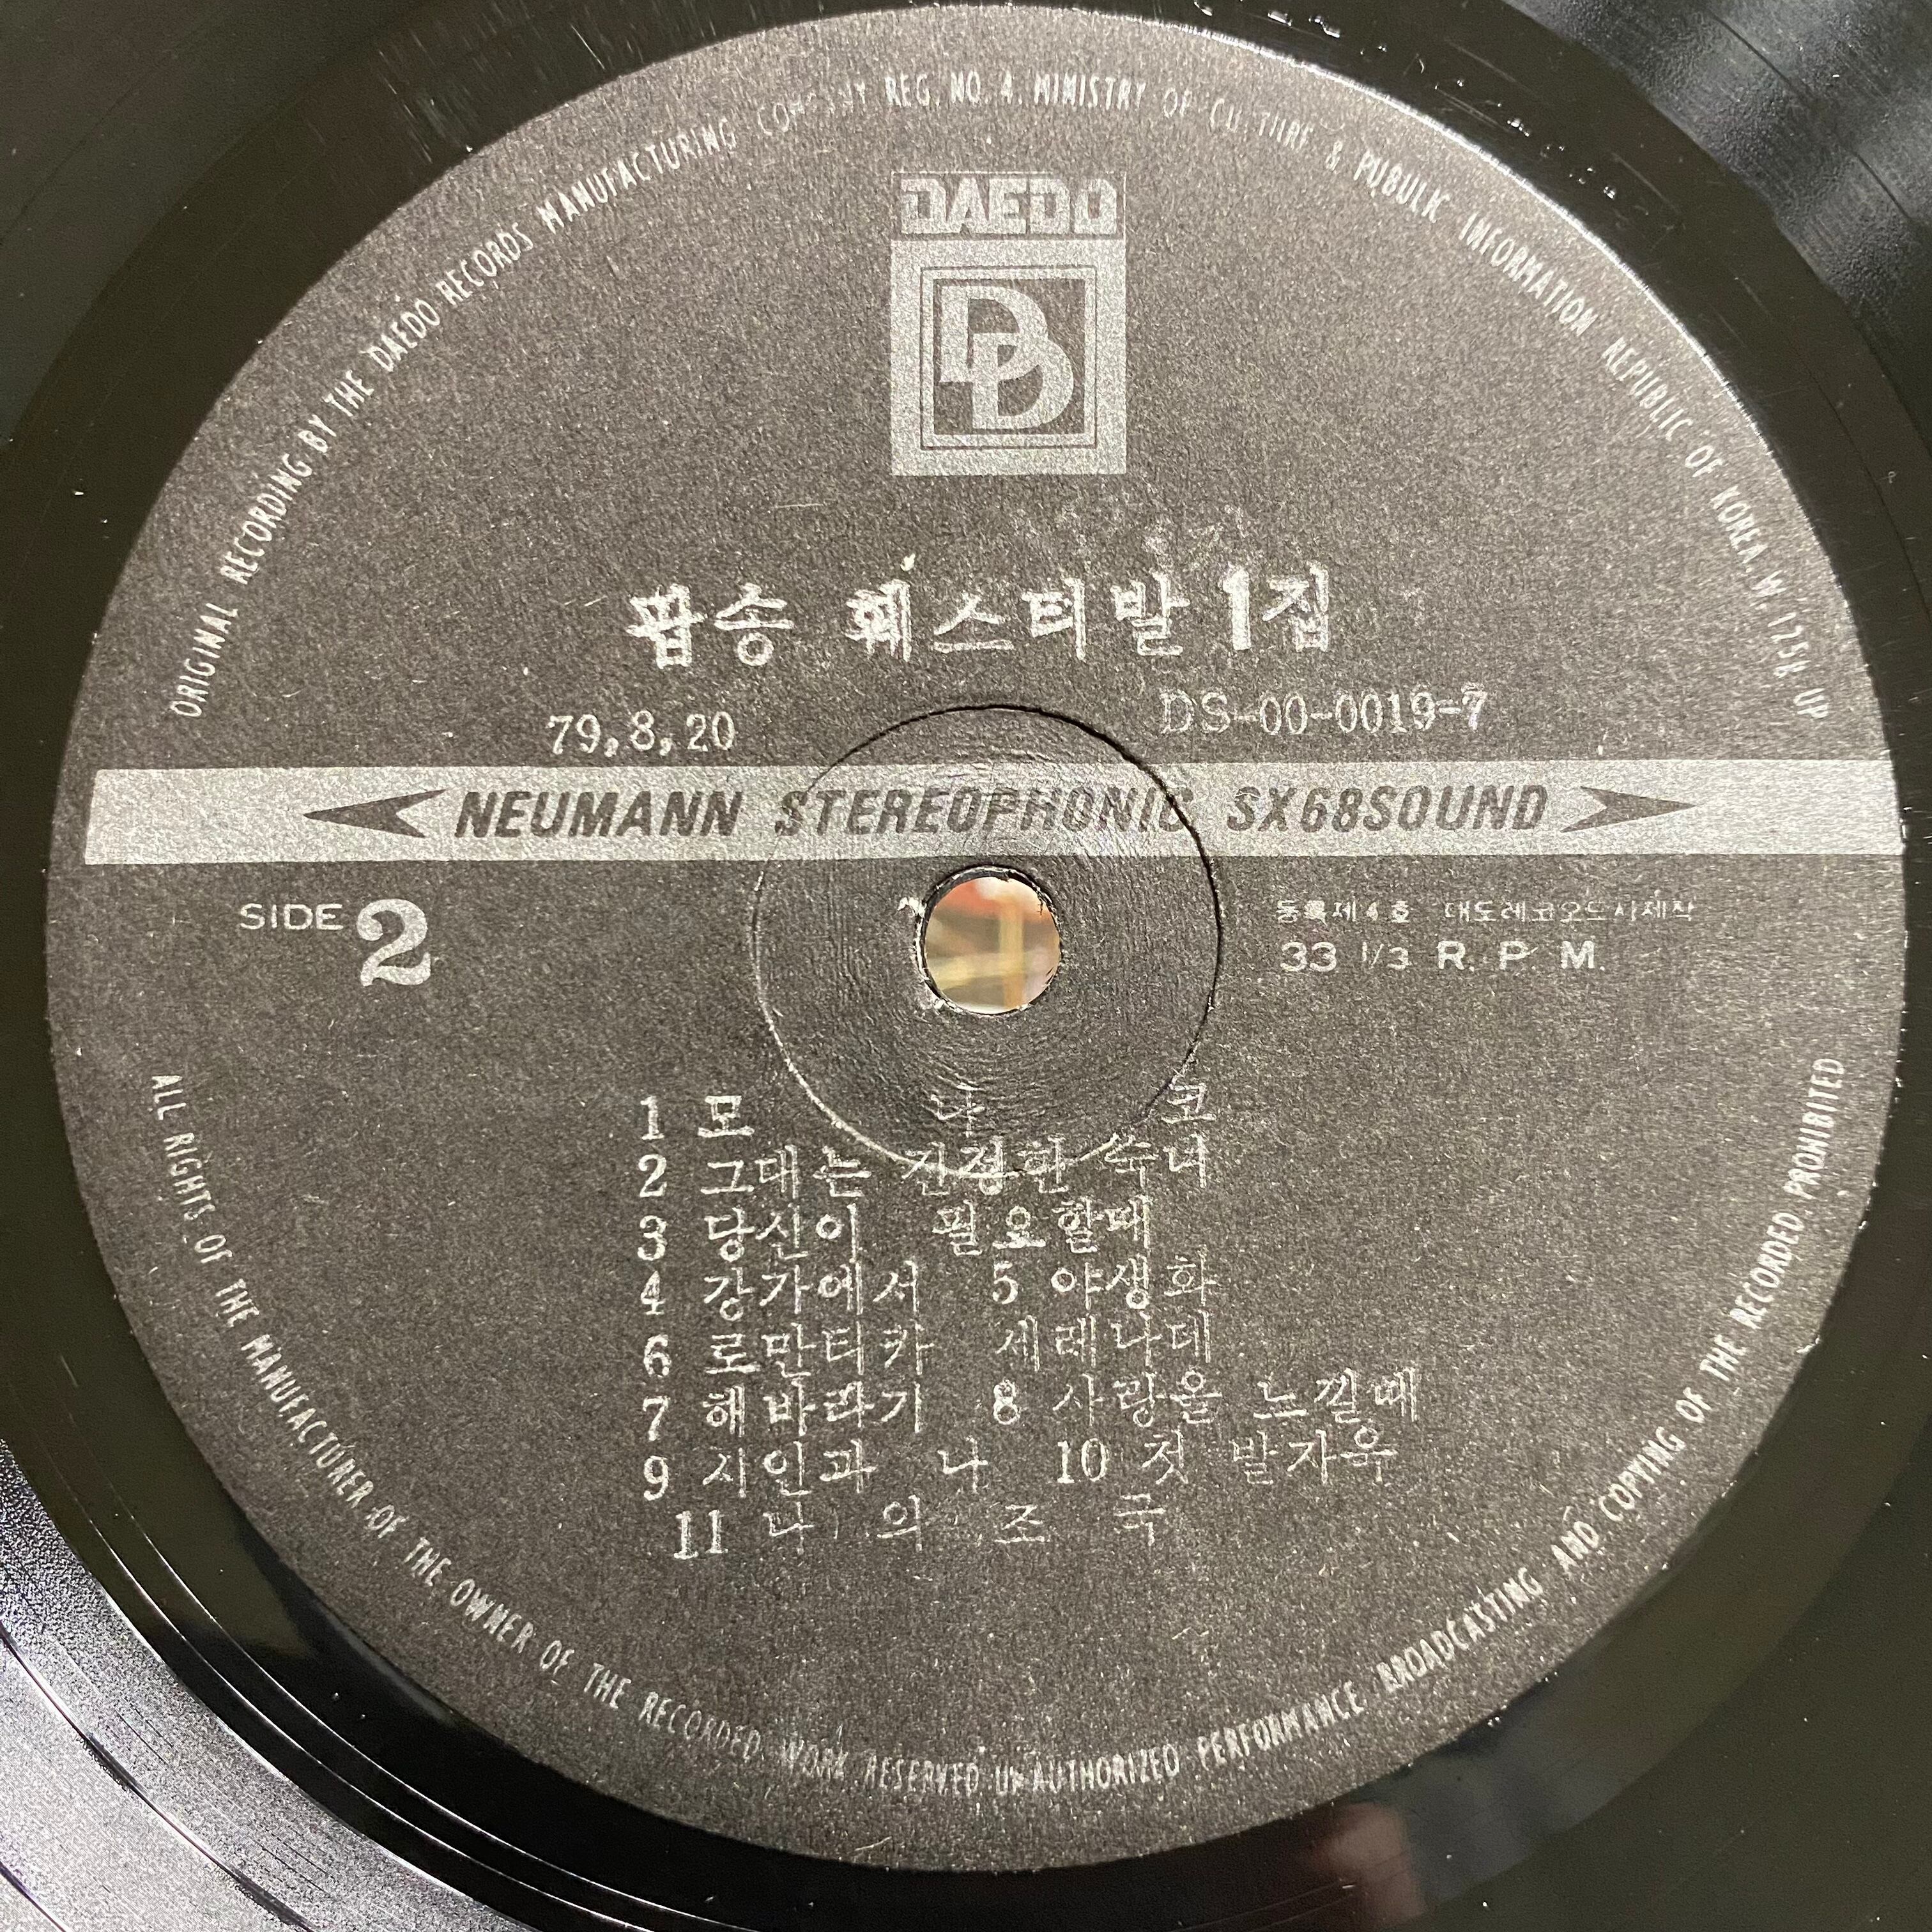 ORIGINAL RECORDING BY THE DAEDO RECORDS MANUFACTURING COMPANY REG. NO. 4. MINISTRY OF CULTURE & PUBULIC INFORMATION REPUBLIC OF KOREA. W. 1258 UP
DAEDO
DD
팝송 훼스티발 1집
79,8,20 DS-00-0019-7
NEUMANN STEREOPHONIC SX68SOUND
SIDE 2
등록제4호 대도레코오드사제작
33 1/3 R. P. M.
1 모 나 코
2 그대는 진정한 숙녀
3 당신이 필요할때
4 강가에서 5 야생화
6 로만티카 세레나데
7 해바라기 8 사랑을 느낄때
9 시인과 나 10 첫 발자욱
11 나 의 조 국
ALL RIGHTS OF THE MANUFACTURER OF THE OWNER OF THE RECORDED WORK RESERVED UNAUTHORIZED PERFORMANCE BROADCASTING AND COPYING OF THE RECORDED PROHIBITED